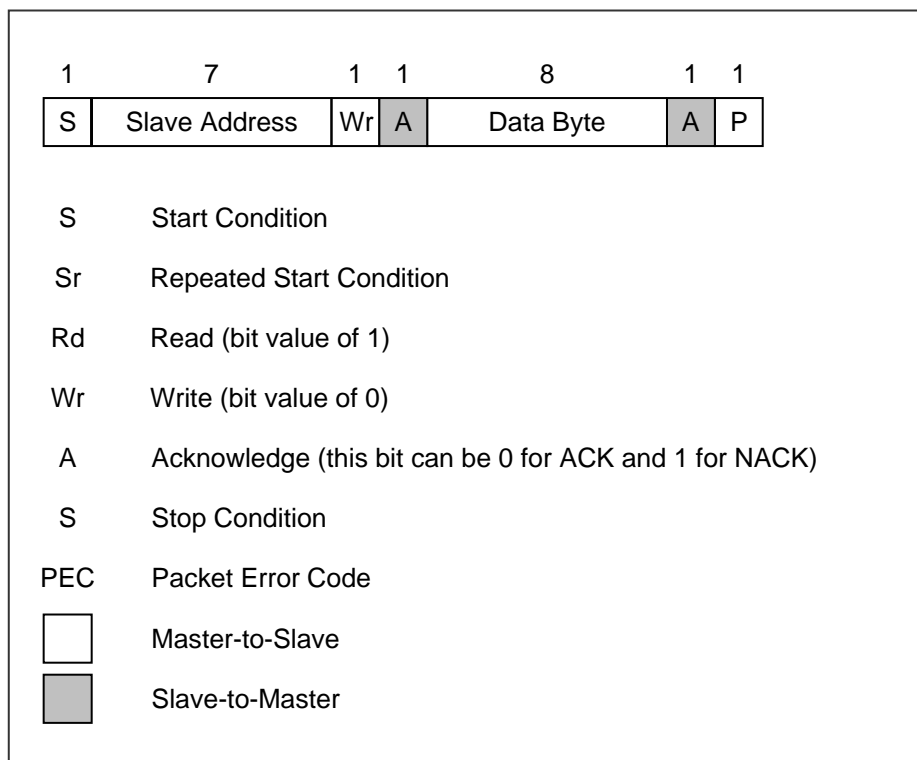 1 7 1 1 8 1 1
S Slave Address Wr A Data Byte A P
S Start Condition
Sr Repeated Start Condition
Rd Read (bit value of 1)
Wr Write (bit value of 0)
A Acknowledge (this bit can be 0 for ACK and 1 for NACK)
S Stop Condition
PEC Packet Error Code
Master-to-Slave
Slave-to-Master